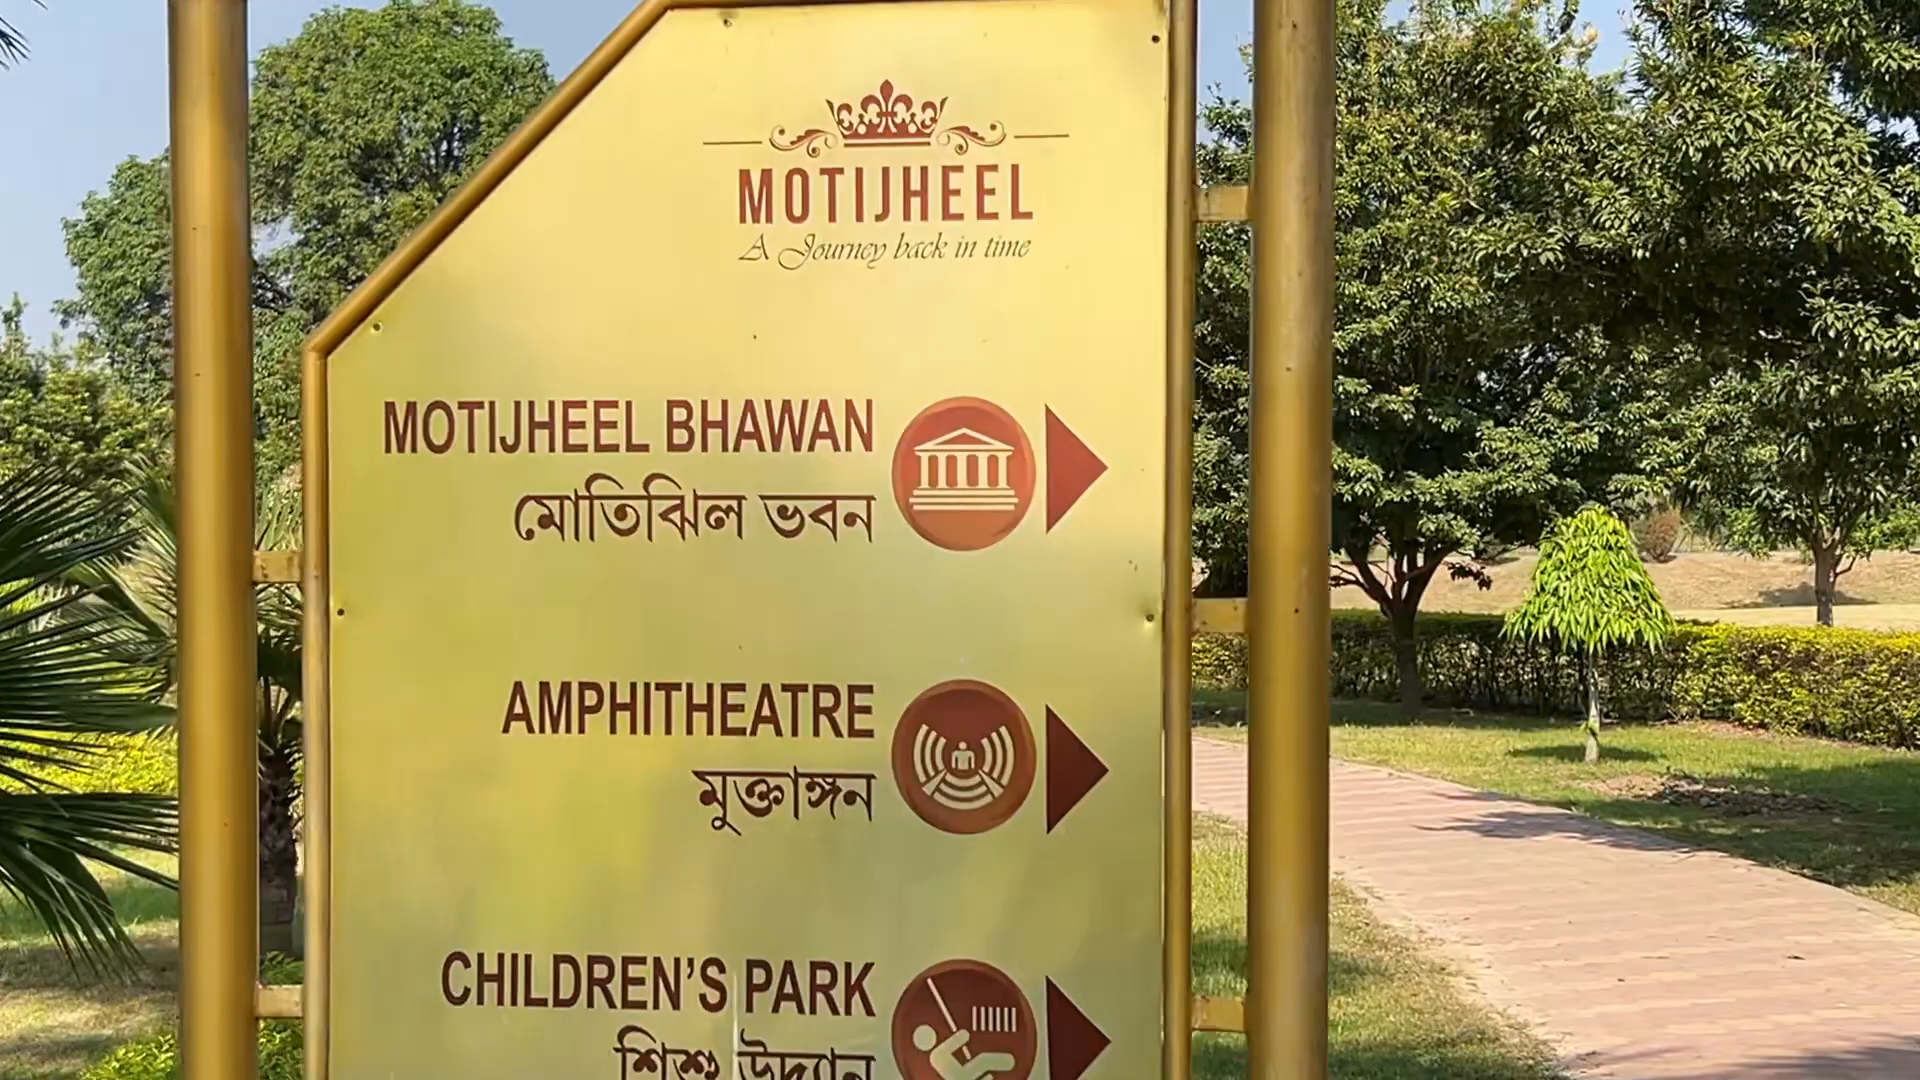 MOTIJHEEL
A Journey back in time
MOTIJHEEL BHAWAN
মোতিঝিল ভবন
AMPHITHEATRE
মুক্তাঙ্গন
CHILDREN'S PARK
শিশু উদ্যান